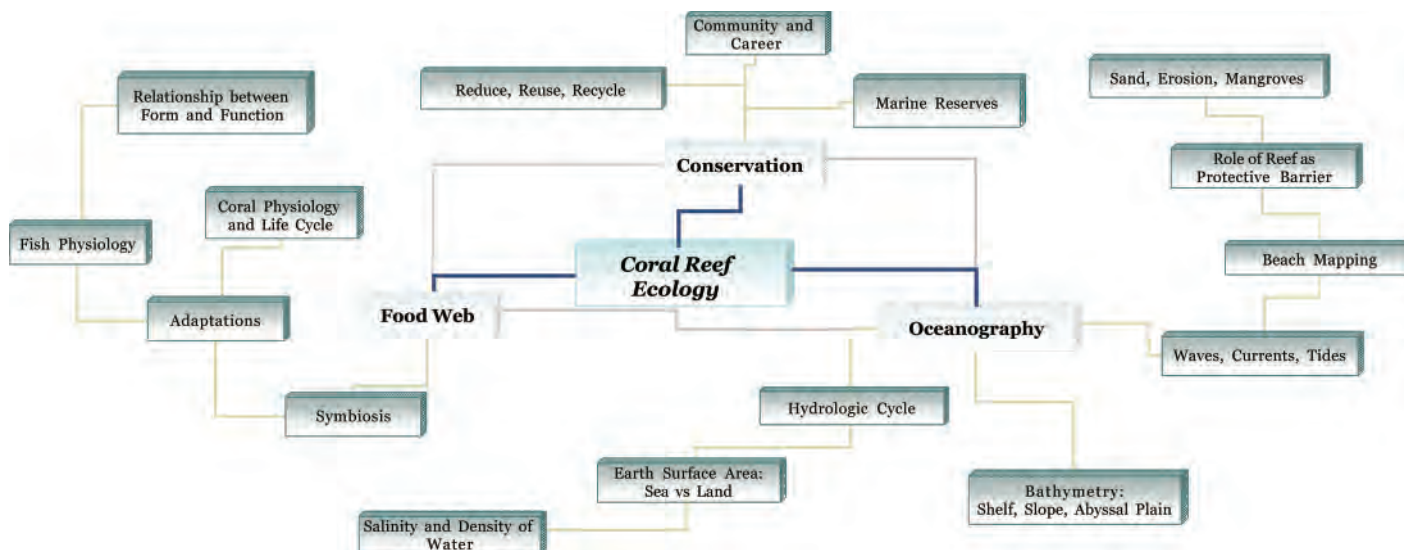 Community and
Career
Reduce, Reuse, Recycle
Marine Reserves
Sand, Erosion, Mangroves
Relationship between
Form and Function
Conservation
Role of Reef as
Protective Barrier
Coral Physiology
and Life Cycle
Fish Physiology
Coral Reef
Ecology
Beach Mapping
Adaptations
Food Web
Oceanography
Waves, Currents, Tides
Symbiosis
Hydrologic Cycle
Earth Surface Area:
Sea vs Land
Bathymetry:
Shelf, Slope, Abyssal Plain
Salinity and Density of
Water